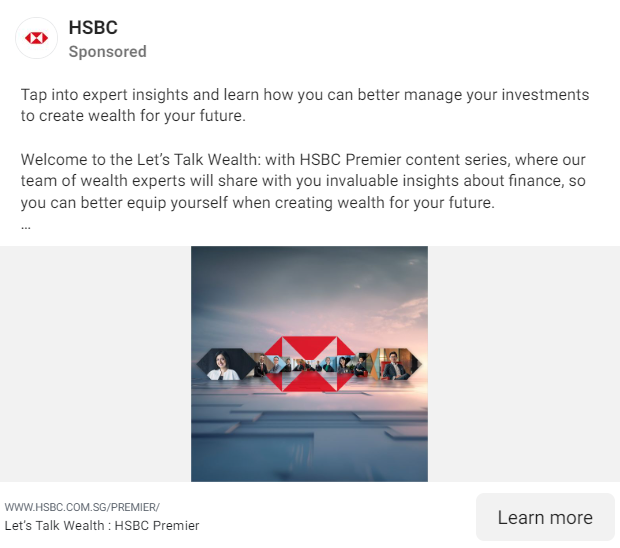 HSBC
Sponsored
Tap into expert insights and learn how you can better manage your investments
to create wealth for your future.
Welcome to the Let’s Talk Wealth: with HSBC Premier content series, where our
team of wealth experts will share with you invaluable insights about finance, so
you can better equip yourself when creating wealth for your future.
...
WWW.HSBC.COM.SG/PREMIER/
Let’s Talk Wealth : HSBC Premier
Learn more